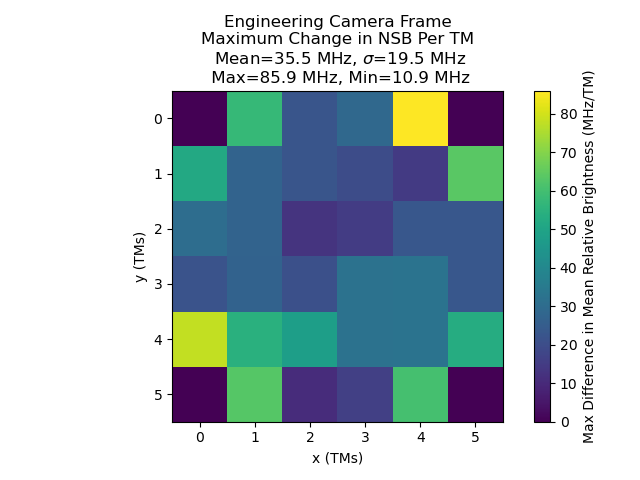 Engineering Camera Frame
Maximum Change in NSB Per TM
Mean=35.5 MHz, σ=19.5 MHz
Max=85.9 MHz, Min=10.9 MHz
0
1
2
3
4
5
y (TMs)
0 1 2 3 4 5
x (TMs)
80
70
60
50
40
30
20
10
0
Max Difference in Mean Relative Brightness (MHz/TM)